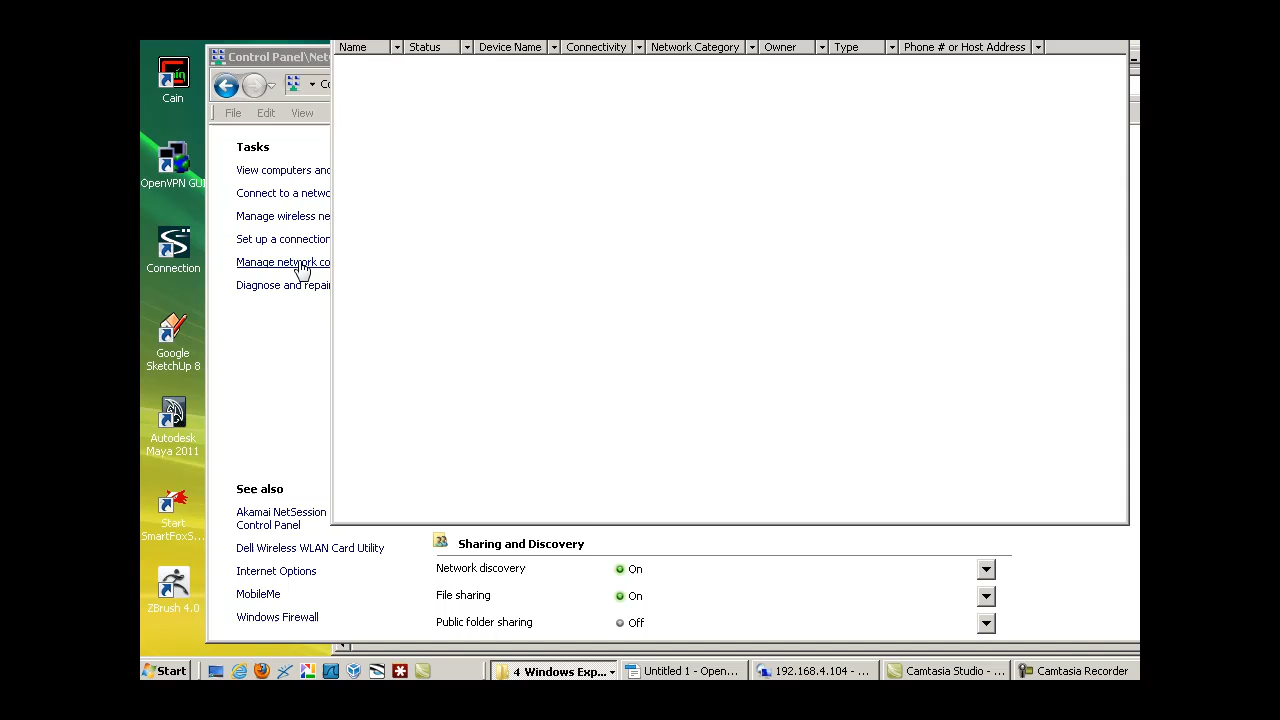 Cain
OpenVPN GUI
Connection
Google
SketchUp 8
Autodesk
Maya 2011
Start
SmartFoxS...
ZBrush 4.0
Control Panel\Net
File Edit View
Tasks
View computers and
Connect to a netwo
Manage wireless ne
Set up a connection
Manage network co
Diagnose and repair
See also
Akamai NetSession
Control Panel
Dell Wireless WLAN Card Utility
Internet Options
MobileMe
Windows Firewall
Name Status Device Name Connectivity Network Category Owner Type Phone # or Host Address
Sharing and Discovery
Network discovery On
File sharing On
Public folder sharing Off
Start 4 Windows Exp... Untitled 1 - Open... 192.168.4.104 - ... Camtasia Studio - ... Camtasia Recorder